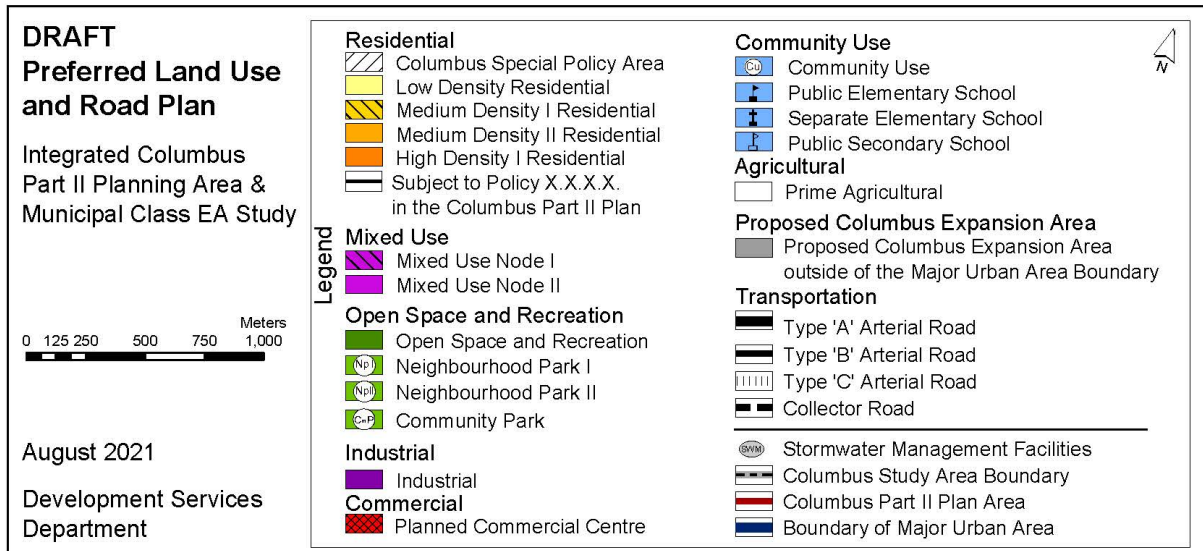 DRAFT
Preferred Land Use
and Road Plan
Integrated Columbus
Part II Planning Area &
Municipal Class EA Study
Meters
0 125 250 500 750 1,000
August 2021
Development Services
Department
Legend
Residential
Columbus Special Policy Area
Low Density Residential
Medium Density I Residential
Medium Density II Residential
High Density I Residential
Subject to Policy X.X.X.X.
in the Columbus Part II Plan
Mixed Use
Mixed Use Node I
Mixed Use Node II
Open Space and Recreation
Open Space and Recreation
NpI Neighbourhood Park I
NpII Neighbourhood Park II
CmP Community Park
Industrial
Industrial
Commercial
Planned Commercial Centre
Community Use
Cu Community Use
Public Elementary School
Separate Elementary School
Public Secondary School
Agricultural
Prime Agricultural
Proposed Columbus Expansion Area
Proposed Columbus Expansion Area
outside of the Major Urban Area Boundary
Transportation
Type 'A' Arterial Road
Type 'B' Arterial Road
Type 'C' Arterial Road
Collector Road
SWM Stormwater Management Facilities
Columbus Study Area Boundary
Columbus Part II Plan Area
Boundary of Major Urban Area
N